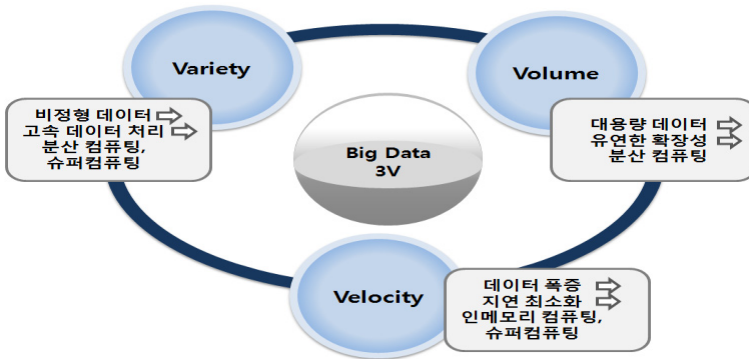 Variety
비정형 데이터 ⇨
고속 데이터 처리 ⇨
분산 컴퓨팅,
슈퍼컴퓨팅
Volume
대용량 데이터 ⇨
유연한 확장성 ⇨
분산 컴퓨팅
Big Data
3V
Velocity
데이터 폭증 ⇨
지연 최소화 ⇨
인메모리 컴퓨팅,
슈퍼컴퓨팅